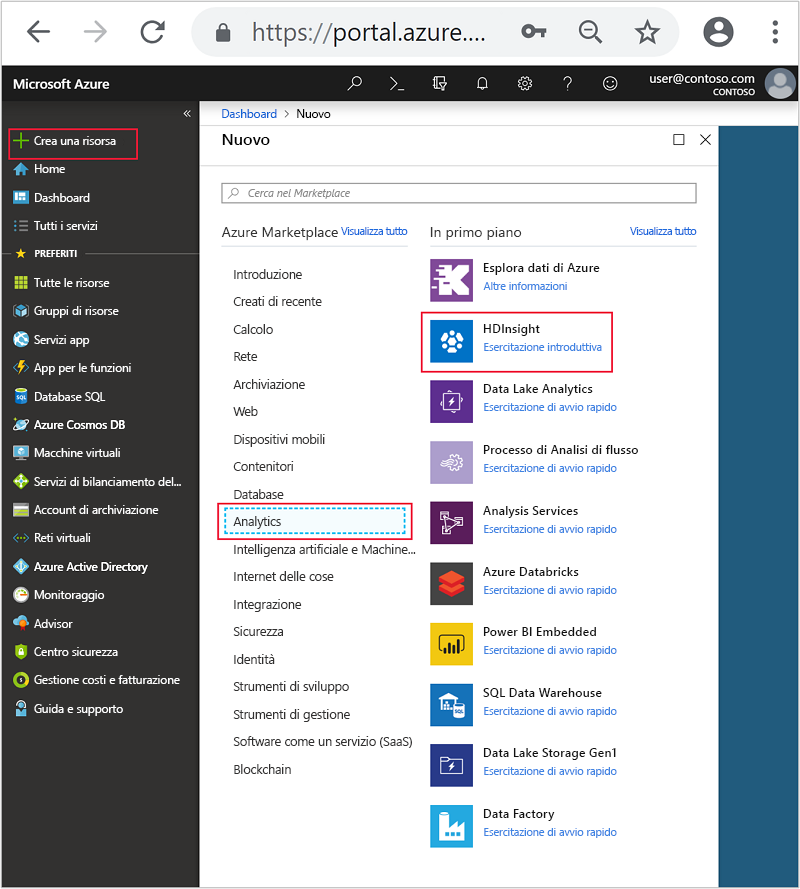 https://portal.azure....
Microsoft Azure
user@contoso.com
CONTOSO
«
Dashboard > Nuovo
Crea una risorsa
Home
Dashboard
Tutti i servizi
PREFERITI
Tutte le risorse
Gruppi di risorse
Servizi app
App per le funzioni
Database SQL
Azure Cosmos DB
Macchine virtuali
Servizi di bilanciamento del...
Account di archiviazione
Reti virtuali
Azure Active Directory
Monitoraggio
Advisor
Centro sicurezza
Gestione costi e fatturazione
Guida e supporto
Nuovo
Cerca nel Marketplace
Azure Marketplace Visualizza tutto
Introduzione
Creati di recente
Calcolo
Rete
Archiviazione
Web
Dispositivi mobili
Contenitori
Database
Analytics
Intelligenza artificiale e Machine...
Internet delle cose
Integrazione
Sicurezza
Identità
Strumenti di sviluppo
Strumenti di gestione
Software come un servizio (SaaS)
Blockchain
In primo piano Visualizza tutto
Esplora dati di Azure
Altre informazioni
HDInsight
Esercitazione introduttiva
Data Lake Analytics
Esercitazione di avvio rapido
Processo di Analisi di flusso
Esercitazione di avvio rapido
Analysis Services
Esercitazione di avvio rapido
Azure Databricks
Esercitazione di avvio rapido
Power BI Embedded
Esercitazione di avvio rapido
SQL Data Warehouse
Esercitazione di avvio rapido
Data Lake Storage Gen1
Esercitazione di avvio rapido
Data Factory
Esercitazione di avvio rapido